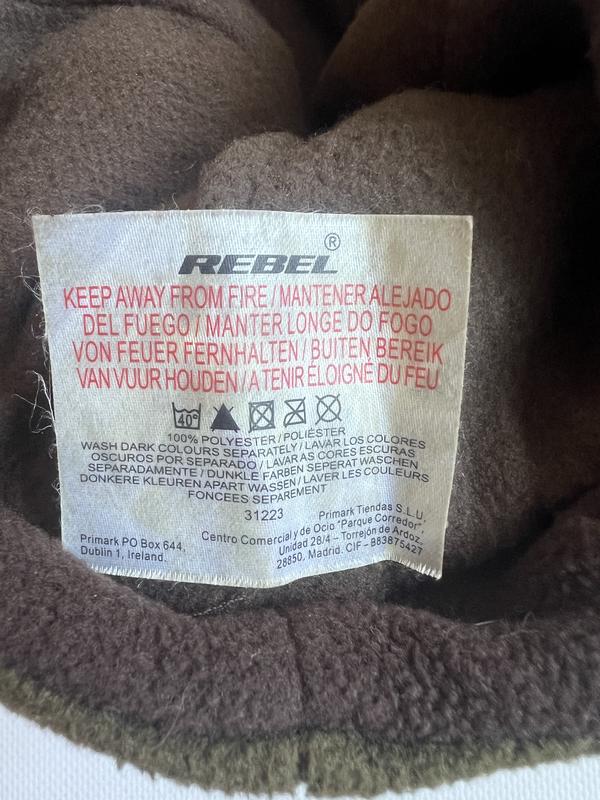 REBEL®
KEEP AWAY FROM FIRE / MANTENER ALEJADO
DEL FUEGO / MANTER LONGE DO FOGO
VON FEUER FERNHALTEN / BUITEN BEREIK
VAN VUUR HOUDEN / A TENIR ÉLOIGNÉ DU FEU
40°
100% POLYESTER / POLIÉSTER
WASH DARK COLOURS SEPARATELY / LAVAR LOS COLORES
OSCUROS POR SEPARADO / LAVAR AS CORES ESCURAS
SEPARADAMENTE / DUNKLE FARBEN SEPERAT WASCHEN
DONKERE KLEUREN APART WASSEN / LAVER LES COULEURS
FONCEES SEPAREMENT
31223
Primark PO Box 644,
Dublin 1, Ireland.
Primark Tiendas S.L.U,
Centro Comercial y de Ocio "Parque Corredor",
Unidad 28/4 – Torrejón de Ardoz,
28850, Madrid. CIF – B83875427